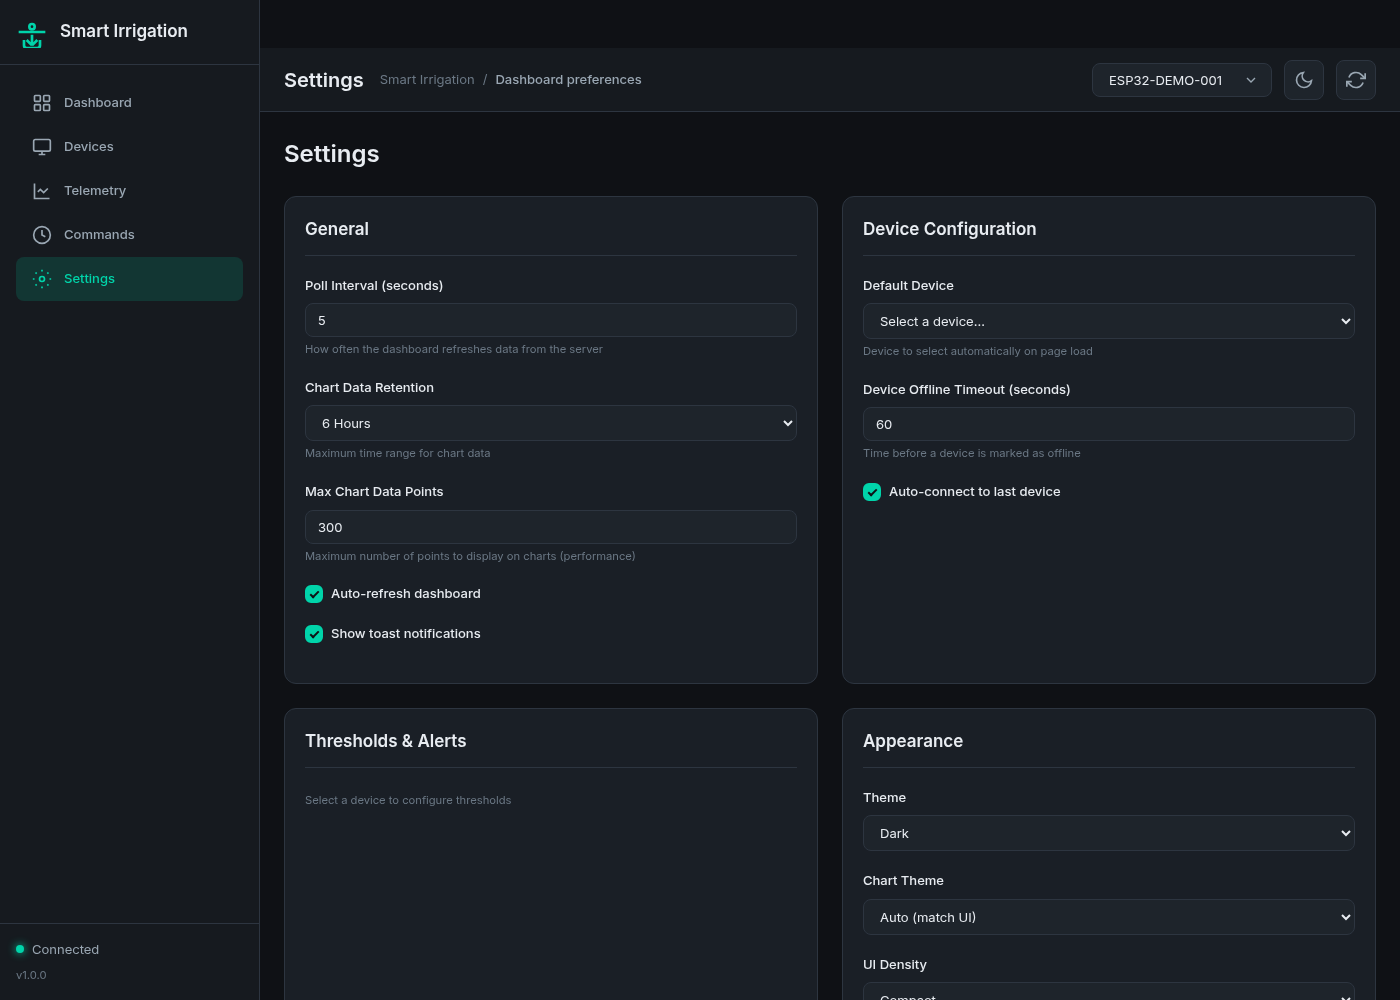 Smart Irrigation
Dashboard
Devices
Telemetry
Commands
Settings
Connected
v1.0.0
Settings
Smart Irrigation / Dashboard preferences
ESP32-DEMO-001
Settings
General
Poll Interval (seconds)
5
How often the dashboard refreshes data from the server
Chart Data Retention
6 Hours
Maximum time range for chart data
Max Chart Data Points
300
Maximum number of points to display on charts (performance)
Auto-refresh dashboard
Show toast notifications
Device Configuration
Default Device
Select a device...
Device to select automatically on page load
Device Offline Timeout (seconds)
60
Time before a device is marked as offline
Auto-connect to last device
Thresholds & Alerts
Select a device to configure thresholds
Appearance
Theme
Dark
Chart Theme
Auto (match UI)
UI Density
Compact